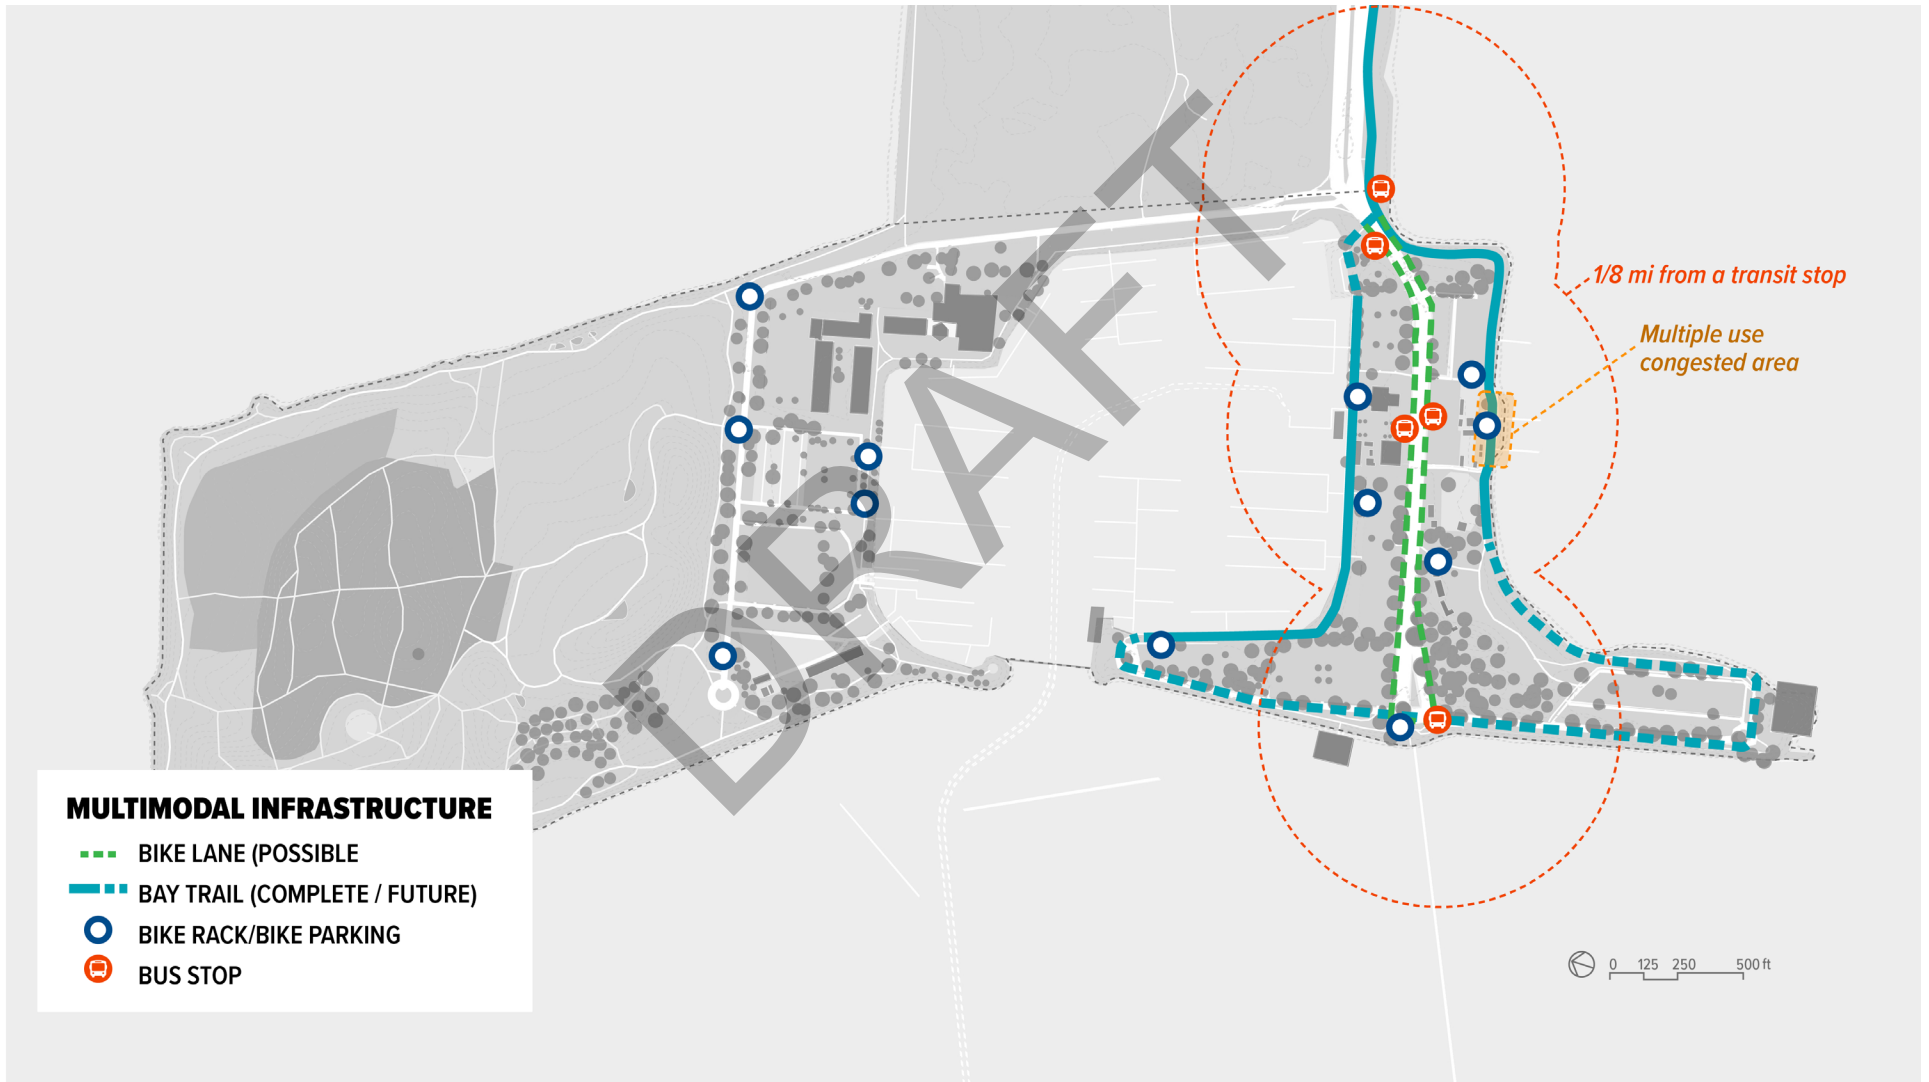 1/8 mi from a transit stop
Multiple use
congested area
DRAFT
MULTIMODAL INFRASTRUCTURE
BIKE LANE (POSSIBLE
BAY TRAIL (COMPLETE / FUTURE)
BIKE RACK/BIKE PARKING
BUS STOP
0 125 250 500 ft